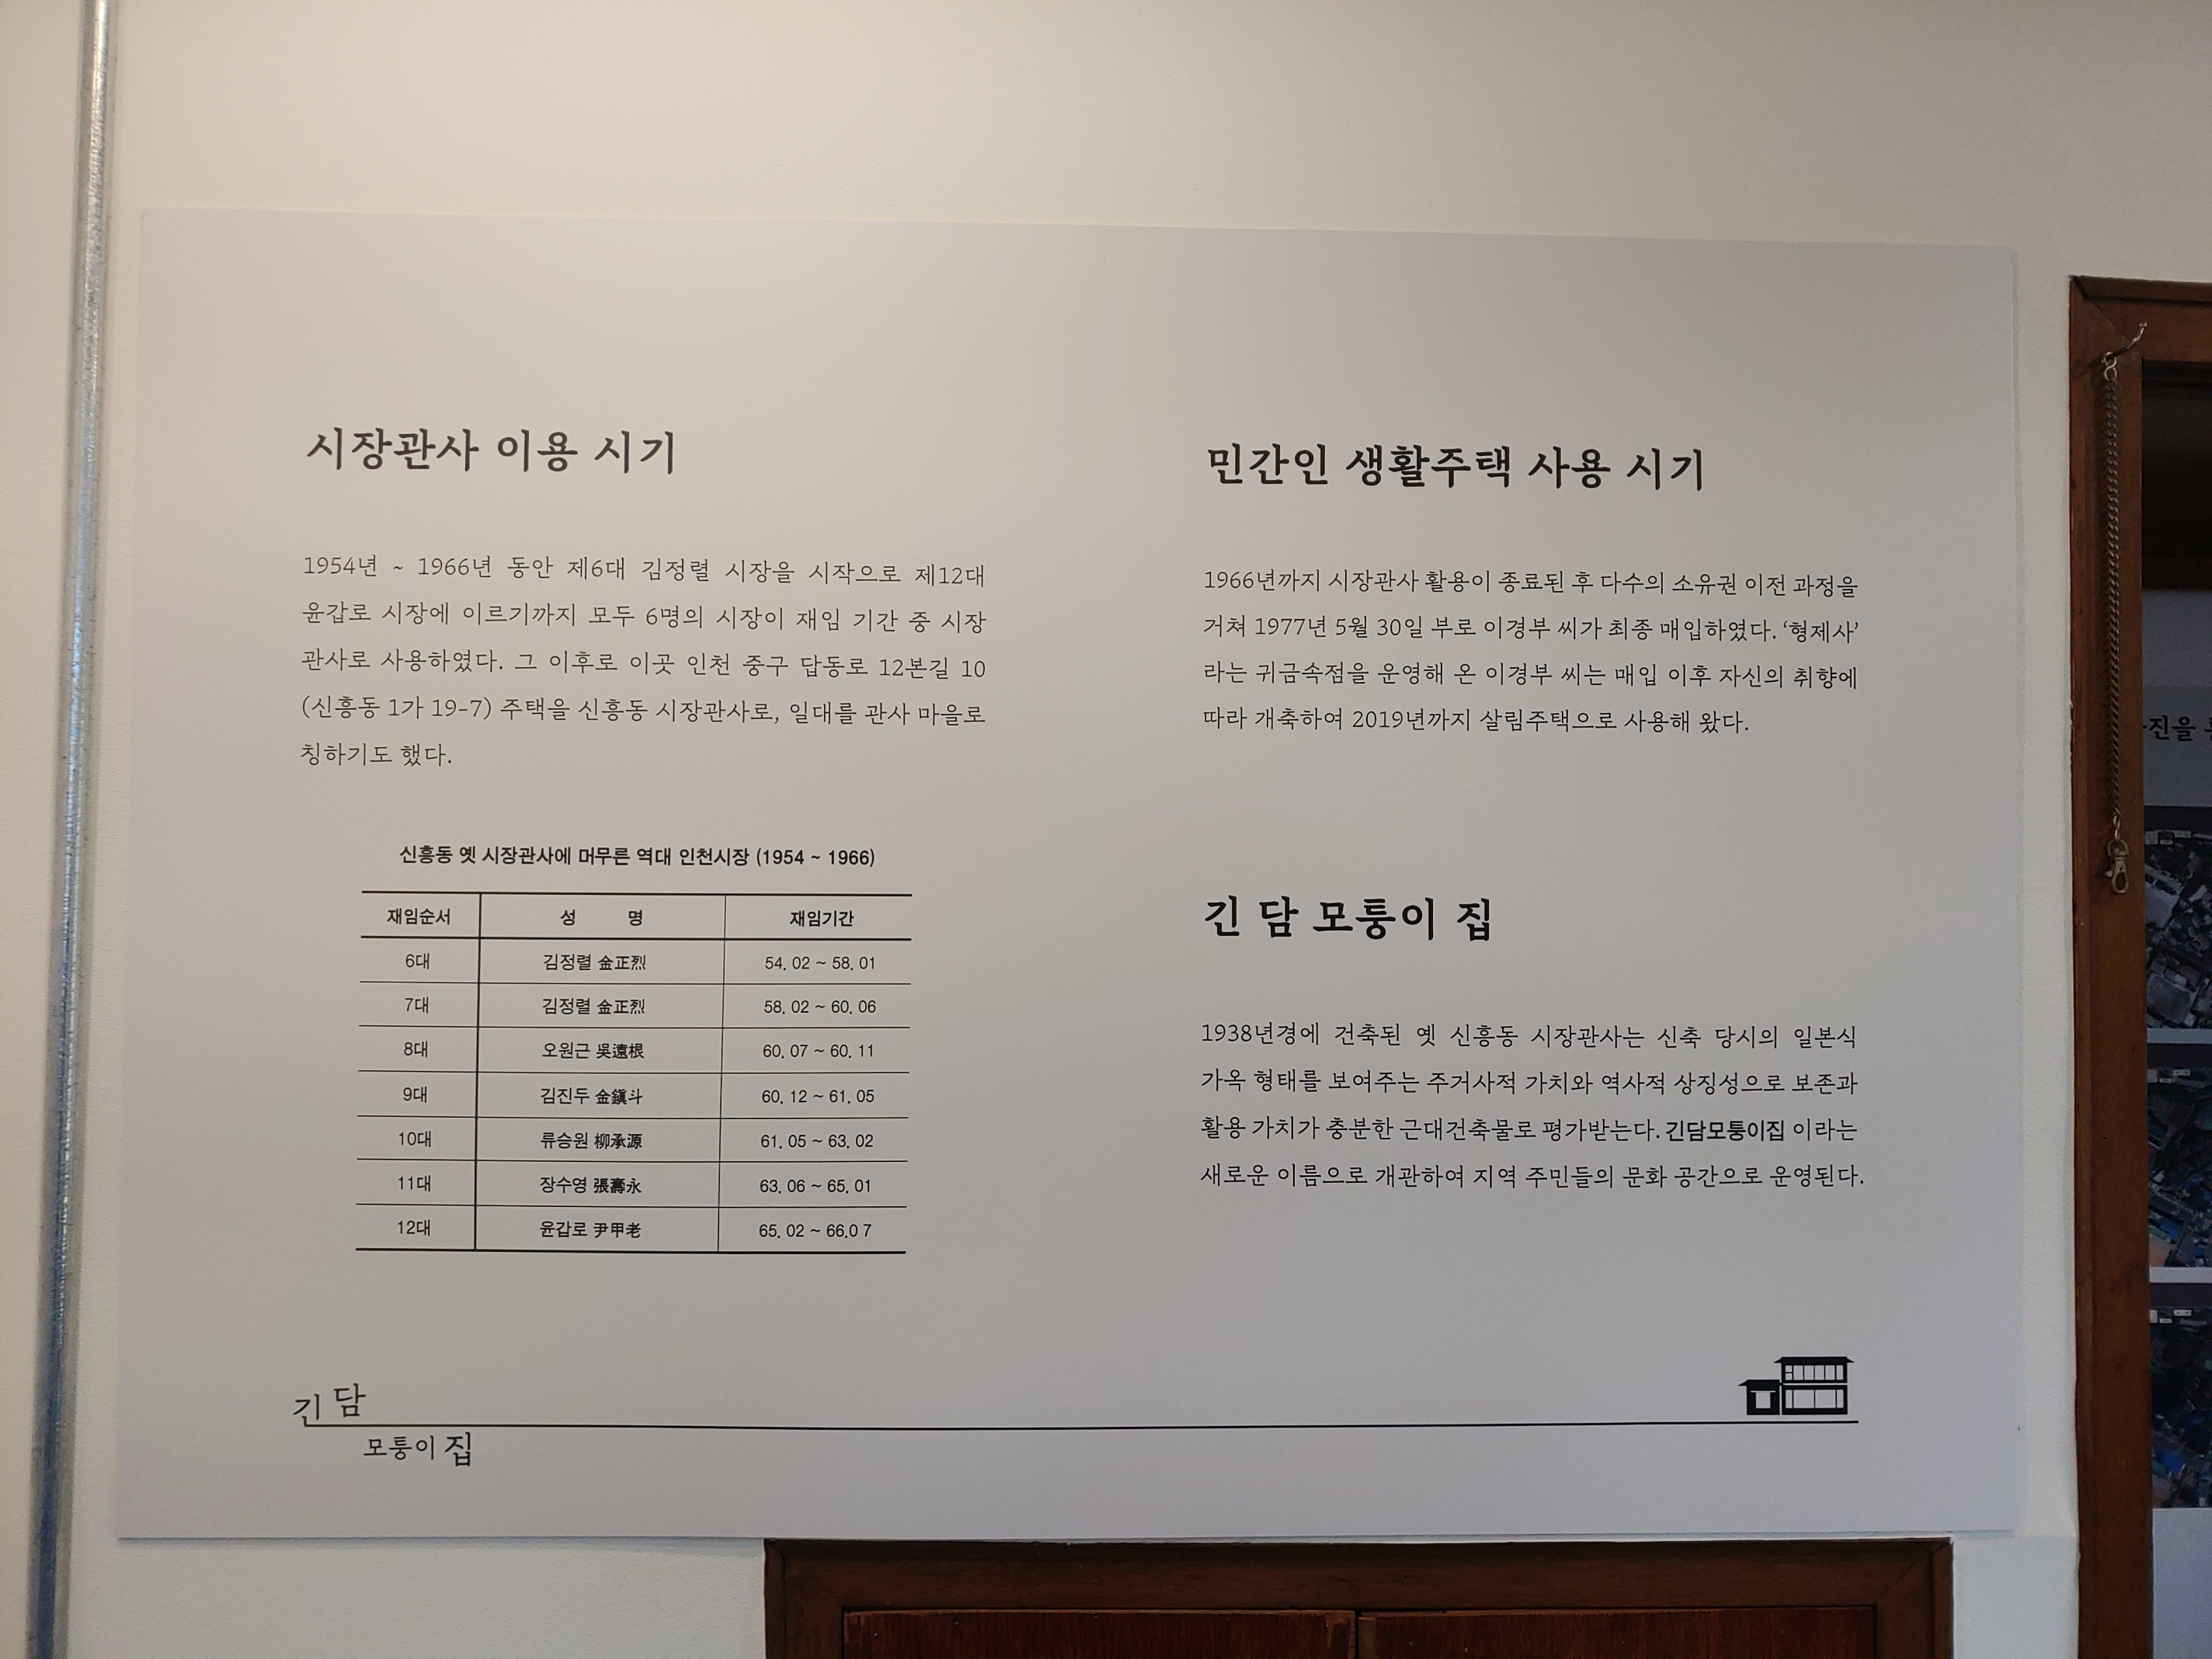 시장관사 이용 시기
1954년 ~ 1966년 동안 제6대 김정렬 시장을 시작으로 제12대
윤갑로 시장에 이르기까지 모두 6명의 시장이 재임 기간 중 시장
관사로 사용하였다. 그 이후로 이곳 인천 중구 답동로 12본길 10
(신흥동 1가 19-7) 주택을 신흥동 시장관사로, 일대를 관사 마을로
칭하기도 했다.
신흥동 옛 시장관사에 머무른 역대 인천시장 (1954 ~ 1966)
재임순서 성 명 재임기간
6대 김정렬 金正烈 54. 02 ~ 58. 01
7대 김정렬 金正烈 58. 02 ~ 60. 06
8대 오원근 吳遠根 60. 07 ~ 60. 11
9대 김진두 金鎭斗 60. 12 ~ 61. 05
10대 류승원 柳承源 61. 05 ~ 63. 02
11대 장수영 張壽永 63. 06 ~ 65. 01
12대 윤갑로 尹甲老 65. 02 ~ 66.0 7
민간인 생활주택 사용 시기
1966년까지 시장관사 활용이 종료된 후 다수의 소유권 이전 과정을
거쳐 1977년 5월 30일 부로 이경부 씨가 최종 매입하였다. ‘형제사’
라는 귀금속점을 운영해 온 이경부 씨는 매입 이후 자신의 취향에
따라 개축하여 2019년까지 살림주택으로 사용해 왔다.
긴 담 모퉁이 집
1938년경에 건축된 옛 신흥동 시장관사는 신축 당시의 일본식
가옥 형태를 보여주는 주거사적 가치와 역사적 상징성으로 보존과
활용 가치가 충분한 근대건축물로 평가받는다. 긴담모퉁이집 이라는
새로운 이름으로 개관하여 지역 주민들의 문화 공간으로 운영된다.
긴 담
모퉁이 집